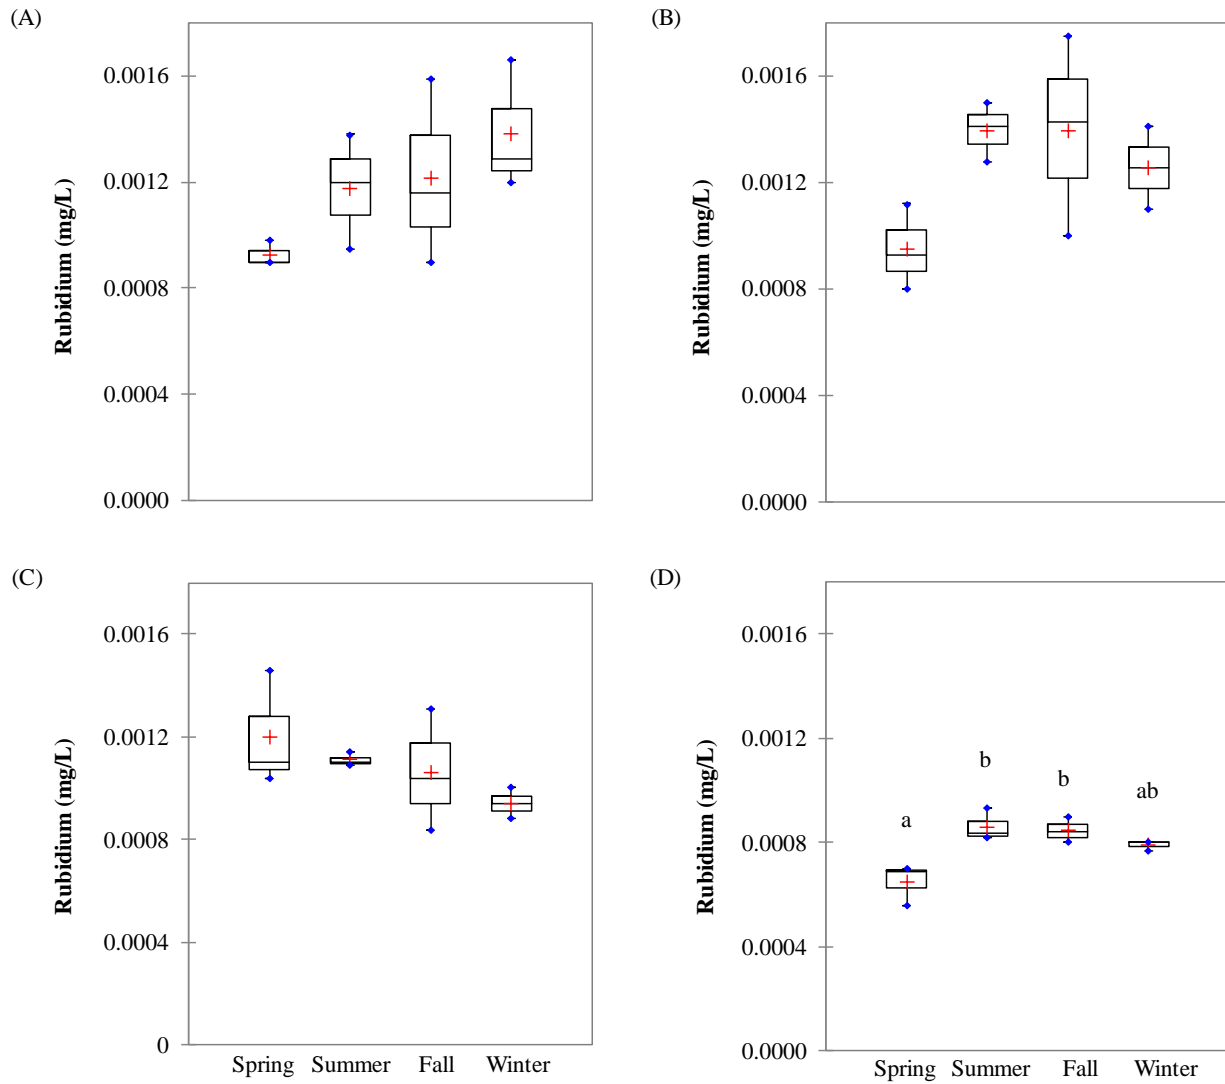 (A)
Rubidium (mg/L)
0.0016
0.0012
0.0008
0.0004
0.0000
(B)
Rubidium (mg/L)
0.0016
0.0012
0.0008
0.0004
0.0000
(C)
Rubidium (mg/L)
0.0016
0.0012
0.0008
0.0004
0
Spring Summer Fall Winter
(D)
Rubidium (mg/L)
0.0016
0.0012
0.0008
0.0004
0.0000
a b b ab
Spring Summer Fall Winter